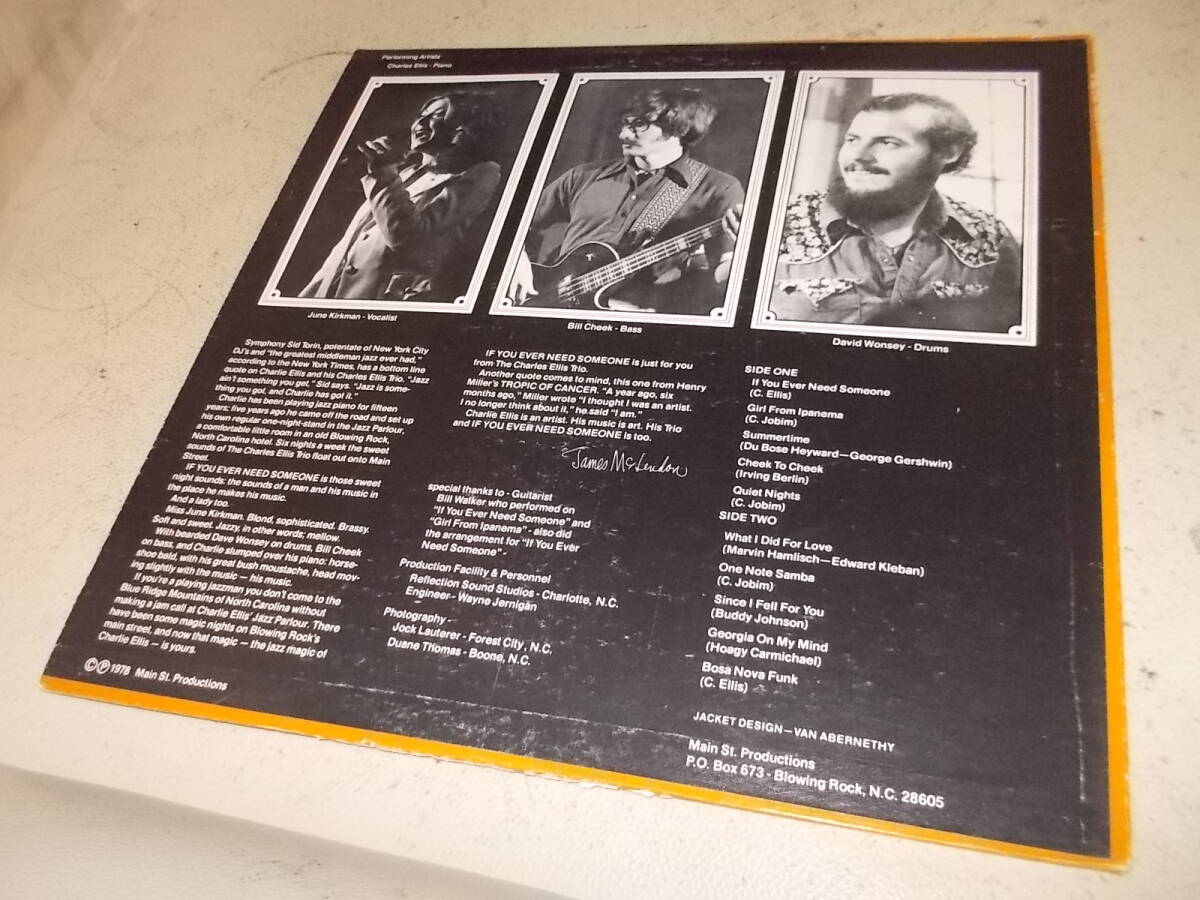 Performing Artists
Charles Ellis - Piano
June Kirkman - Vocalist
Bill Cheek - Bass
David Wonsey - Drums
Symphony Sid Torin, potentate of New York City
DJ's and "the greatest middleman jazz ever had,"
according to the New York Times, has a bottom line
quote on Charlie Ellis and his Charles Ellis Trio. "Jazz
ain't something you get," Sid says. "Jazz is some-
thing you got, and Charlie has got it."
Charlie has been playing jazz piano for fifteen
years; five years ago he came off the road and set up
his own regular one-night-stand in the Jazz Parlour,
a comfortable little room in an old Blowing Rock,
North Carolina hotel. Six nights a week the sweet
sounds of The Charles Ellis Trio float out onto Main
Street.
IF YOU EVER NEED SOMEONE is those sweet
night sounds: the sounds of a man and his music in
the place he makes his music.
And a lady too.
Miss June Kirkman. Blond, sophisticated. Brassy.
Soft and sweet. Jazzy, in other words; mellow.
With bearded Dave Wonsey on drums, Bill Cheek
on bass, and Charlie slumped over his piano: horse-
shoe bald, with his great bush moustache, head mov-
ing slightly with the music — his music.
If you're a playing jazzman you don't come to the
Blue Ridge Mountains of North Carolina without
making a jam call at Charlie Ellis' Jazz Parlour. There
have been some magic nights on Blowing Rock's
main street, and now that magic — the jazz magic of
Charlie Ellis — is yours.
©Ⓟ1978 Main St. Productions
IF YOU EVER NEED SOMEONE is just for you
from The Charles Ellis Trio.
Another quote comes to mind, this one from Henry
Miller's TROPIC OF CANCER. "A year ago, six
months ago," Miller wrote "I thought I was an artist.
I no longer think about it," he said "I am."
Charlie Ellis is an artist. His music is art. His Trio
and IF YOU EVER NEED SOMEONE is too.
James McLendon
special thanks to - Guitarist
Bill Walker who performed on
"If You Ever Need Someone" and
"Girl From Ipanema" - also did
the arrangement for "If You Ever
Need Someone" -
Production Facility & Personnel
Reflection Sound Studios - Charlotte, N.C.
Engineer - Wayne Jernigan
Photography -
Jock Lauterer - Forest City, N.C.
Duane Thomas - Boone, N.C.
SIDE ONE
If You Ever Need Someone
(C. Ellis)
Girl From Ipanema
(C. Jobim)
Summertime
(Du Bose Heyward—George Gershwin)
Cheek To Cheek
(Irving Berlin)
Quiet Nights
(C. Jobim)
SIDE TWO
What I Did For Love
(Marvin Hamlisch—Edward Kleban)
One Note Samba
(C. Jobim)
Since I Fell For You
(Buddy Johnson)
Georgia On My Mind
(Hoagy Carmichael)
Bosa Nova Funk
(C. Ellis)
JACKET DESIGN—VAN ABERNETHY
Main St. Productions
P.O. Box 673 - Blowing Rock, N.C. 28605